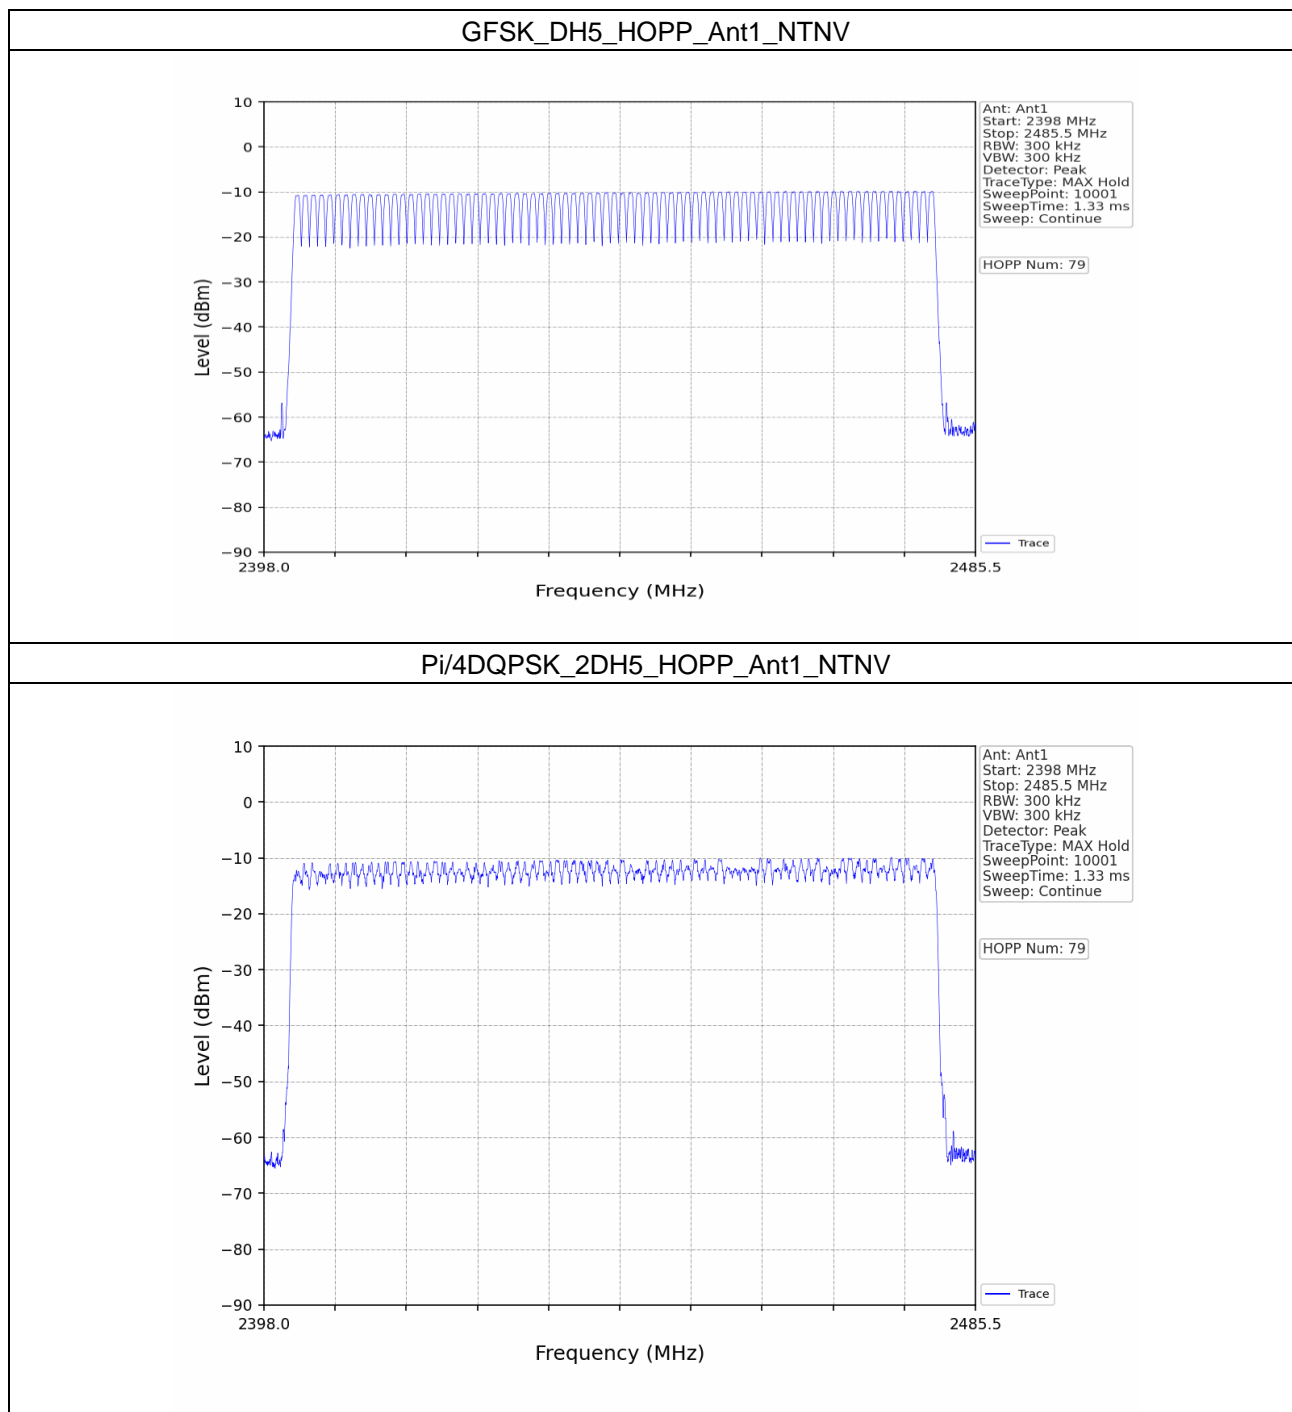 GFSK_DH5_HOPP_Ant1_NTNV
10
0
−10
−20
−30
−40
−50
−60
−70
−80
−90
Level (dBm)
2398.0
2485.5
Frequency (MHz)
Ant: Ant1
Start: 2398 MHz
Stop: 2485.5 MHz
RBW: 300 kHz
VBW: 300 kHz
Detector: Peak
TraceType: MAX Hold
SweepPoint: 10001
SweepTime: 1.33 ms
Sweep: Continue
HOPP Num: 79
Trace
Pi/4DQPSK_2DH5_HOPP_Ant1_NTNV
10
0
−10
−20
−30
−40
−50
−60
−70
−80
−90
Level (dBm)
2398.0
2485.5
Frequency (MHz)
Ant: Ant1
Start: 2398 MHz
Stop: 2485.5 MHz
RBW: 300 kHz
VBW: 300 kHz
Detector: Peak
TraceType: MAX Hold
SweepPoint: 10001
SweepTime: 1.33 ms
Sweep: Continue
HOPP Num: 79
Trace